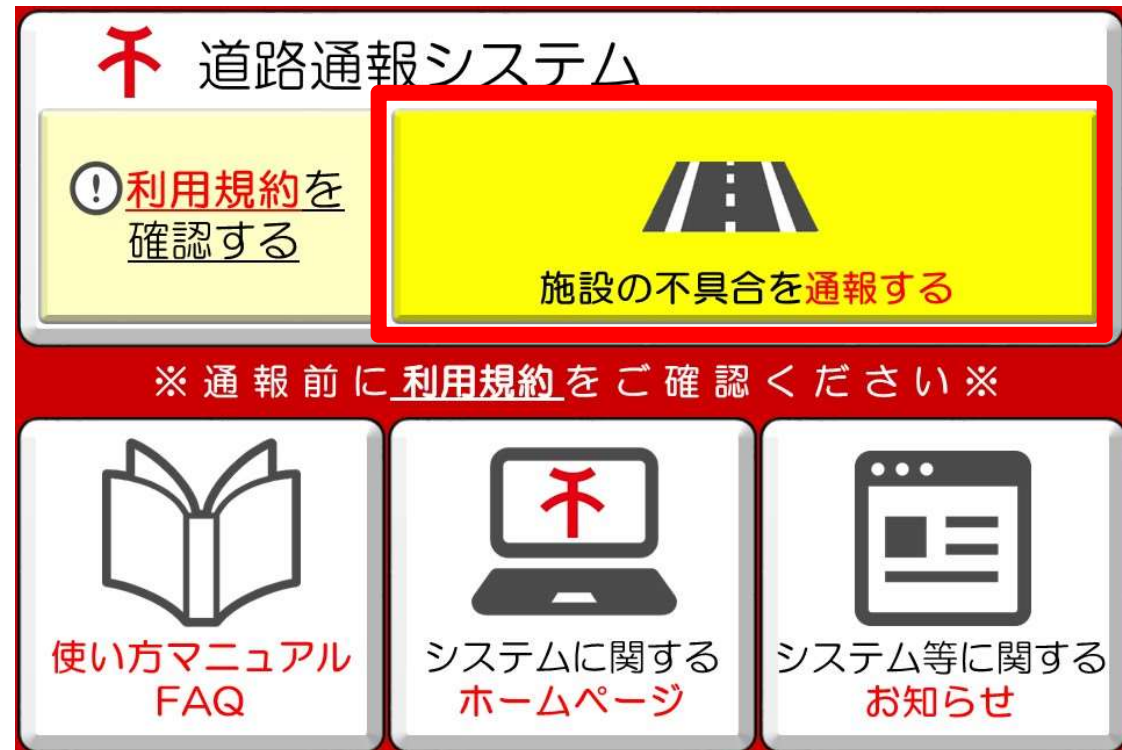 道路通報システム
利用規約を
確認する
施設の不具合を通報する
※通報前に利用規約をご確認ください※
使い方マニュアル
FAQ
システムに関する
ホームページ
システム等に関する
お知らせ